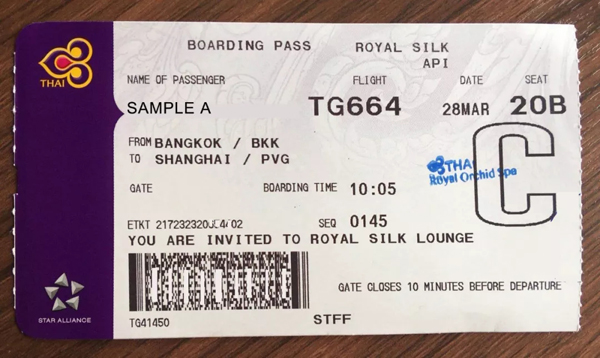 BOARDING PASS ROYAL SILK
API
THAI
NAME OF PASSENGER FLIGHT DATE SEAT
SAMPLE A TG664 28MAR 20B
FROM BANGKOK / BKK
TO SHANGHAI / PVG
C
THAI
Royal Orchid Spa
GATE BOARDING TIME 10:05
ETKT SEQ 0145
YOU ARE INVITED TO ROYAL SILK LOUNGE
GATE CLOSES 10 MINUTES BEFORE DEPARTURE
STAR ALLIANCE
TG41450 STFF